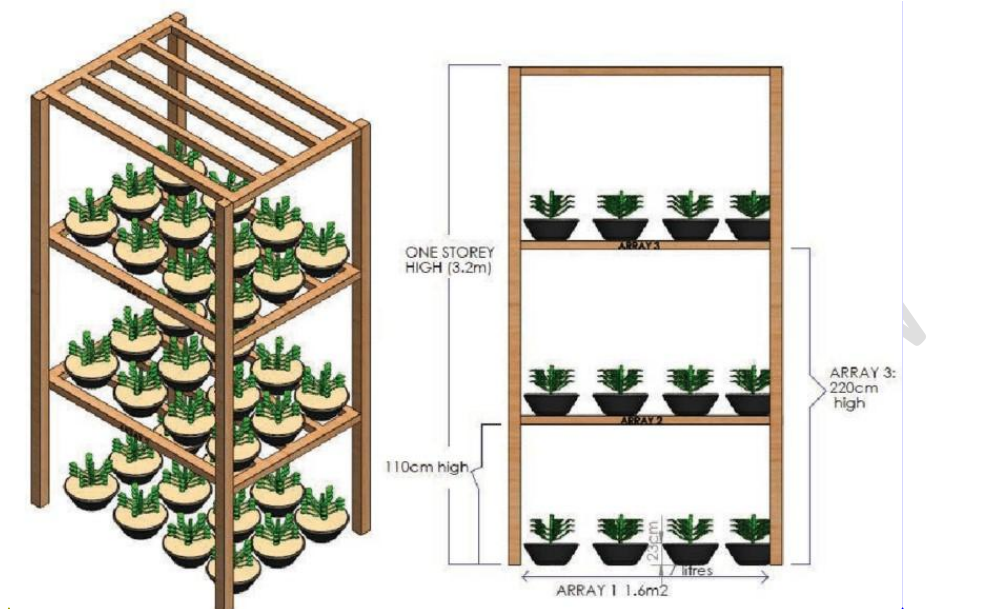 ARRAY 3
ONE STOREY
HIGH (3.2m)
ARRAY 3:
220cm
high
ARRAY 2
110cm high
23cm
7 litres
ARRAY 1 1.6m2